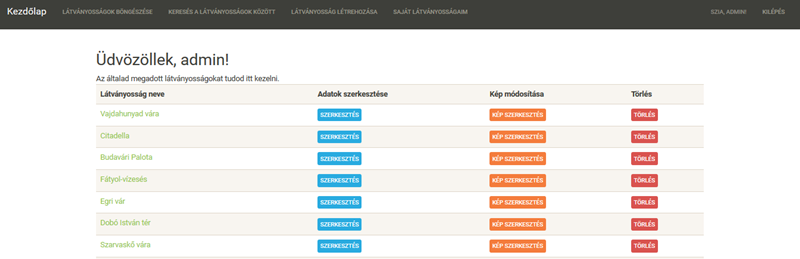 Kezdőlap LÁTVÁNYOSSÁGOK BÖNGÉSZÉSE KERESÉS A LÁTVÁNYOSSÁGOK KÖZÖTT LÁTVÁNYOSSÁG LÉTREHOZÁSA SAJÁT LÁTVÁNYOSSÁGAIM SZIA, ADMIN! KILÉPÉS
Üdvözöllek, admin!
Az általad megadott látványosságokat tudod itt kezelni.
Látványosság neve Adatok szerkesztése Kép módosítása Törlés
Vajdahunyad vára SZERKESZTÉS KÉP SZERKESZTÉS TÖRLÉS
Citadella SZERKESZTÉS KÉP SZERKESZTÉS TÖRLÉS
Budavári Palota SZERKESZTÉS KÉP SZERKESZTÉS TÖRLÉS
Fátyol-vízesés SZERKESZTÉS KÉP SZERKESZTÉS TÖRLÉS
Egri vár SZERKESZTÉS KÉP SZERKESZTÉS TÖRLÉS
Dobó István tér SZERKESZTÉS KÉP SZERKESZTÉS TÖRLÉS
Szarvaskő vára SZERKESZTÉS KÉP SZERKESZTÉS TÖRLÉS